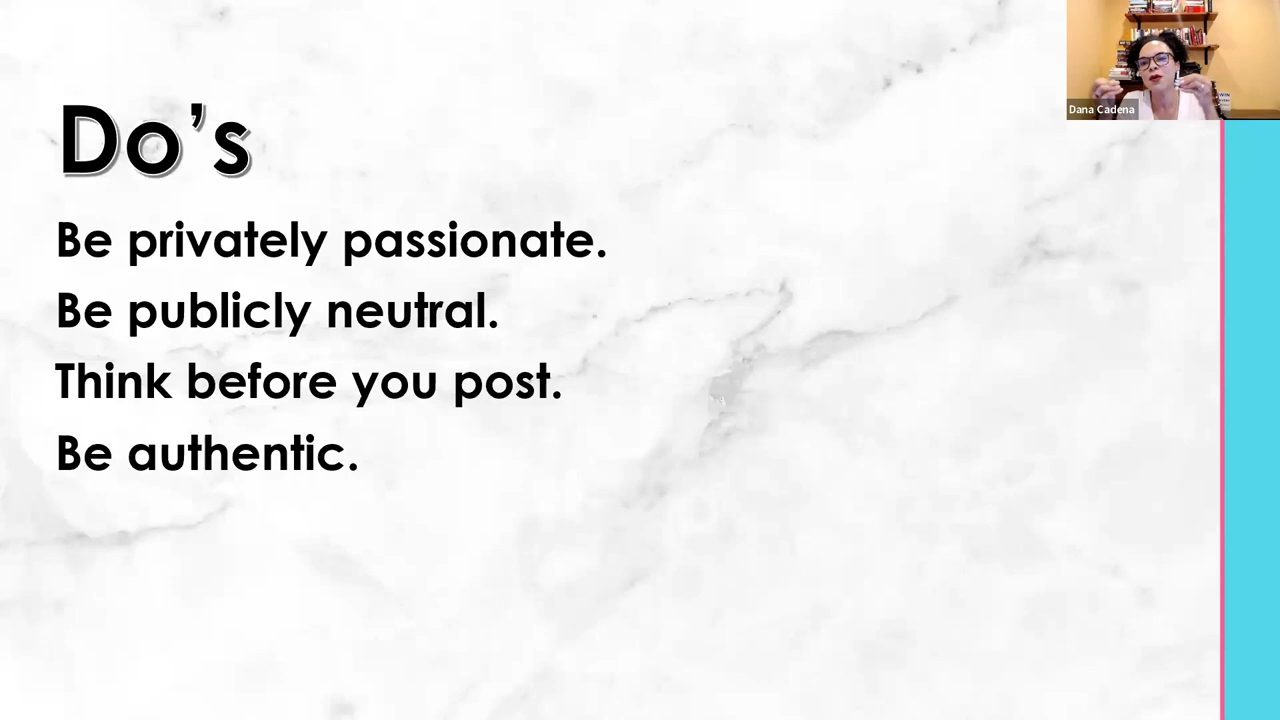 Do’s
Be privately passionate.
Be publicly neutral.
Think before you post.
Be authentic.
Dana Cadena